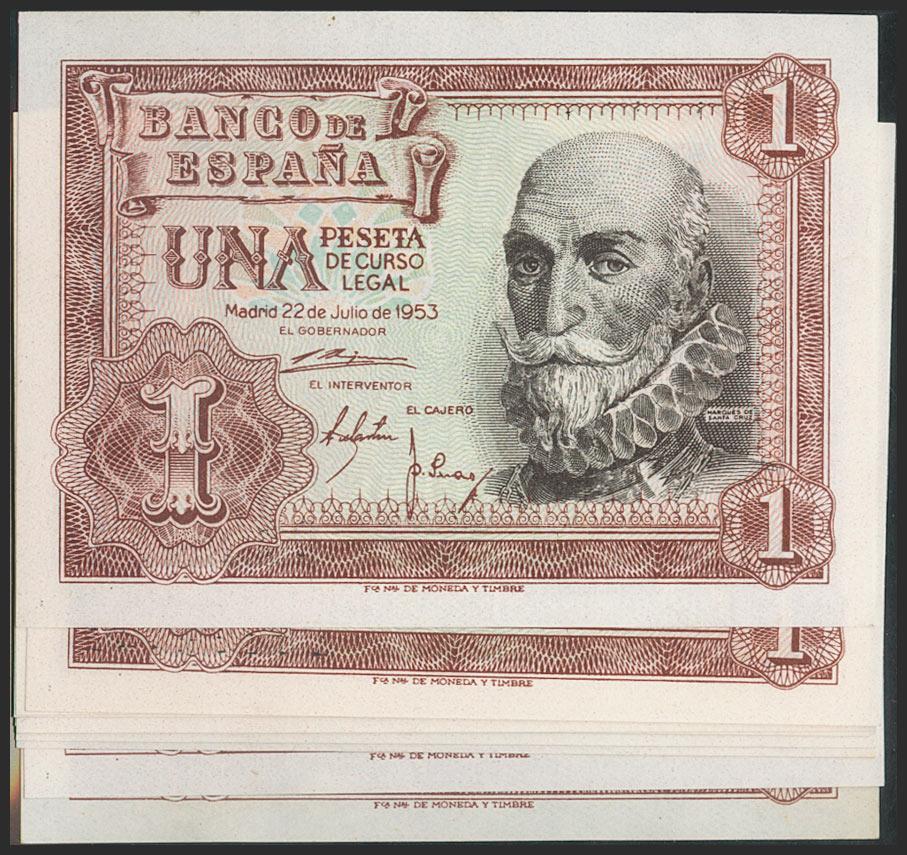 BANCO DE
ESPAÑA
UNA PESETA
DE CURSO
LEGAL
Madrid 22 de Julio de 1953
EL GOBERNADOR
EL INTERVENTOR
EL CAJERO
MARQUÉS DE
SANTA CRUZ
1
1
1
Fca. Nal. DE MONEDA Y TIMBRE
1
Fca. Nal. DE MONEDA Y TIMBRE
Fca. Nal. DE MONEDA Y TIMBRE
Fca. Nal. DE MONEDA Y TIMBRE